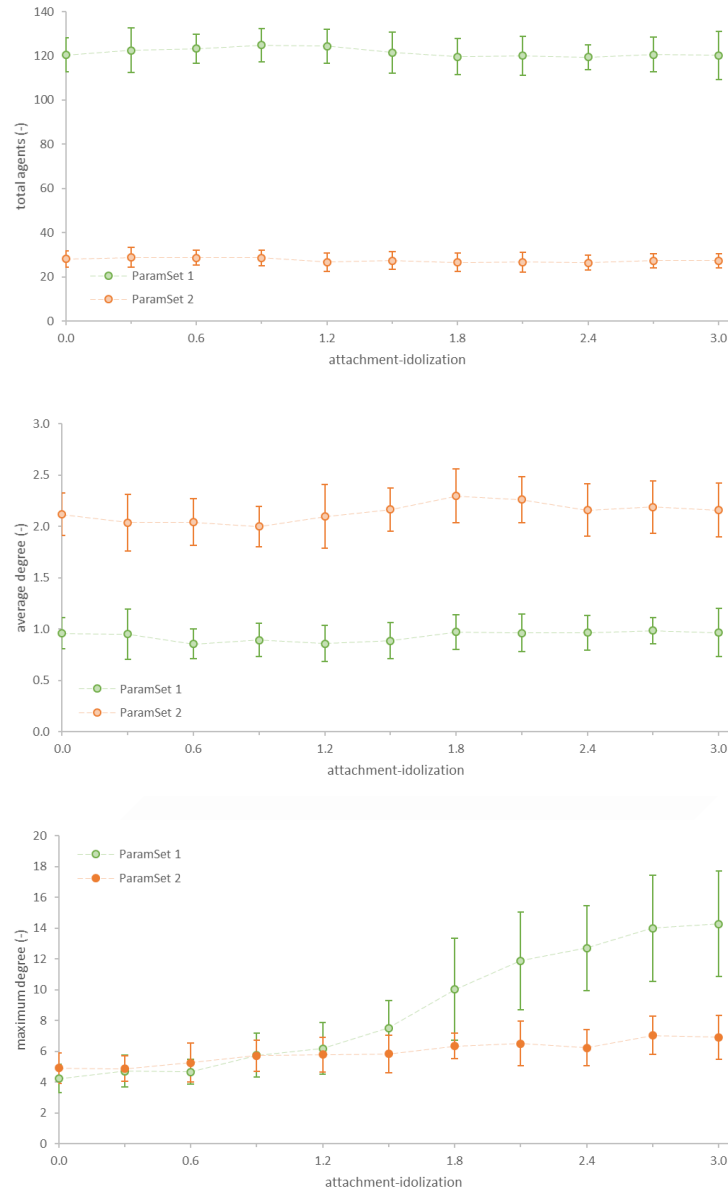 140
120
100
80
60
40
20
0
total agents (-)
ParamSet 1
ParamSet 2
0.0 0.6 1.2 1.8 2.4 3.0
attachment-idolization
3.0
2.5
2.0
1.5
1.0
0.5
0.0
average degree (-)
ParamSet 1
ParamSet 2
0.0 0.6 1.2 1.8 2.4 3.0
attachment-idolization
20
18
16
14
12
10
8
6
4
2
0
maximum degree (-)
ParamSet 1
ParamSet 2
0.0 0.6 1.2 1.8 2.4 3.0
attachment-idolization